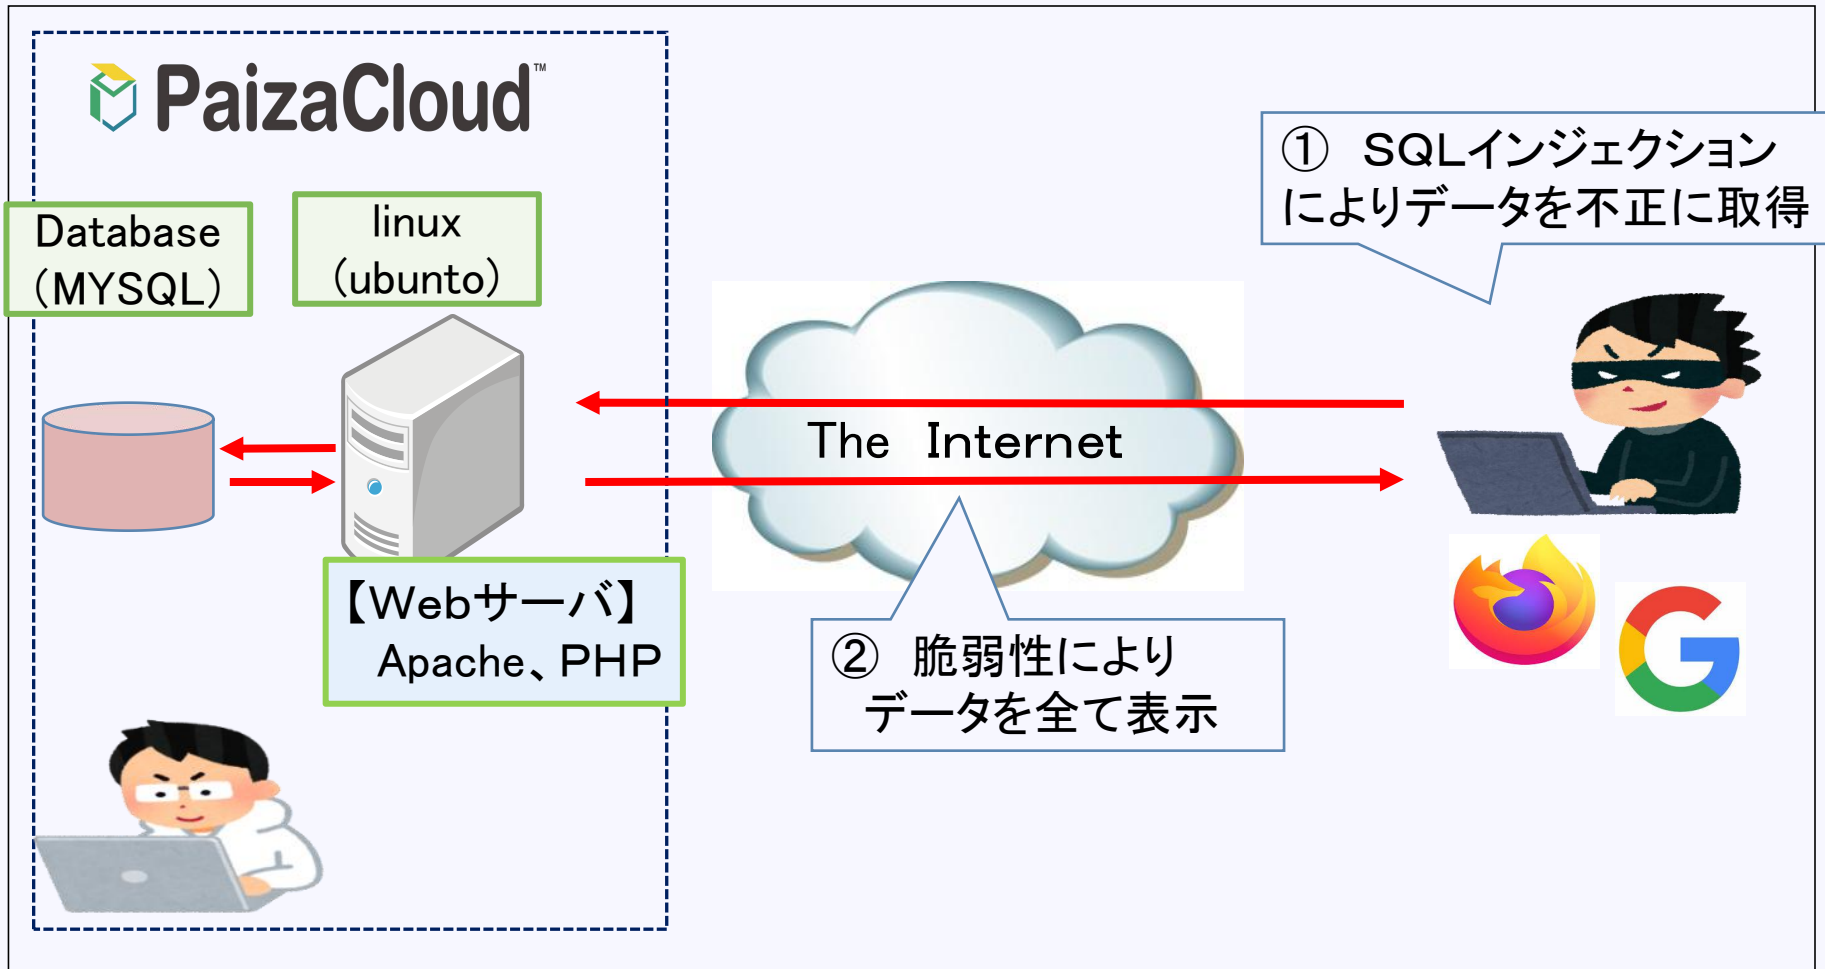 PaizaCloud™
① SQLインジェクション
によりデータを不正に取得
Database
(MYSQL)
linux
(ubunto)
The Internet
【Webサーバ】
Apache、PHP
② 脆弱性により
データを全て表示